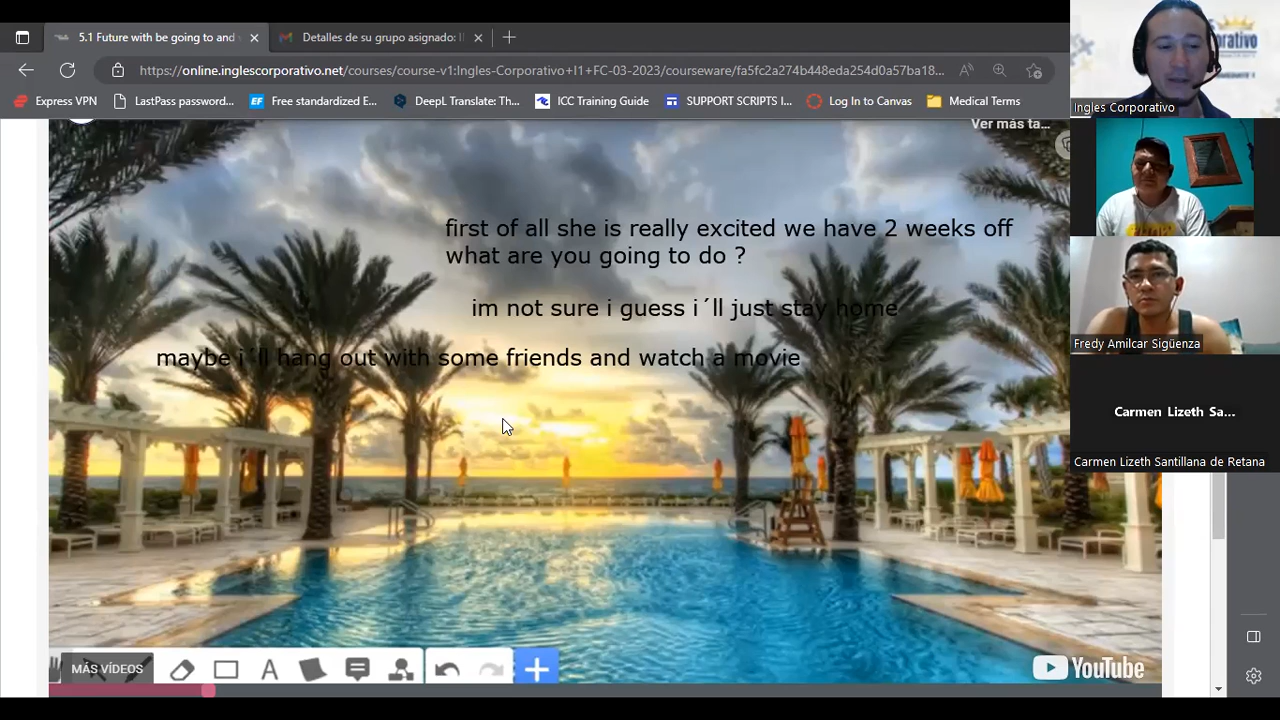 5.1 Future with be going to and
Detalles de su grupo asignado: I
https://online.inglescorporativo.net/courses/course-v1:Ingles-Corporativo+I1+FC-03-2023/courseware/fa5fc2a274b448eda254d0a57ba18...
Express VPN
LastPass password...
EF Free standardized E...
DeepL Translate: Th...
ICC Training Guide
SUPPORT SCRIPTS I...
Log In to Canvas
Medical Terms
Ver más ta...
first of all she is really excited we have 2 weeks off
what are you going to do ?
im not sure i guess i´ll just stay home
maybe i´ll hang out with some friends and watch a movie
MÁS VÍDEOS
A
YouTube
Ingles Corporativo
Fredy Amilcar Sigüenza
Carmen Lizeth Sa...
Carmen Lizeth Santillana de Retana